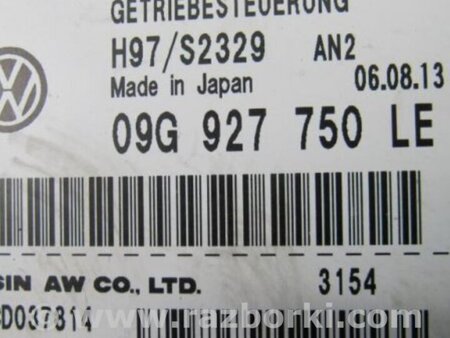 GETRIEBESTEUERUNG
H97/S2329 AN2
Made in Japan 06.08.13
09G 927 750 LE
SIN AW CO., LTD. 3154
D037314
www.razborki.com